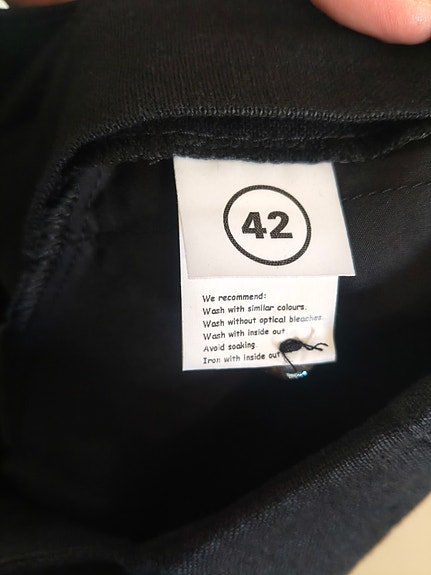 42
We recommend:
Wash with similar colours.
Wash without optical bleaches.
Wash with inside out
Avoid soaking.
Iron with inside out